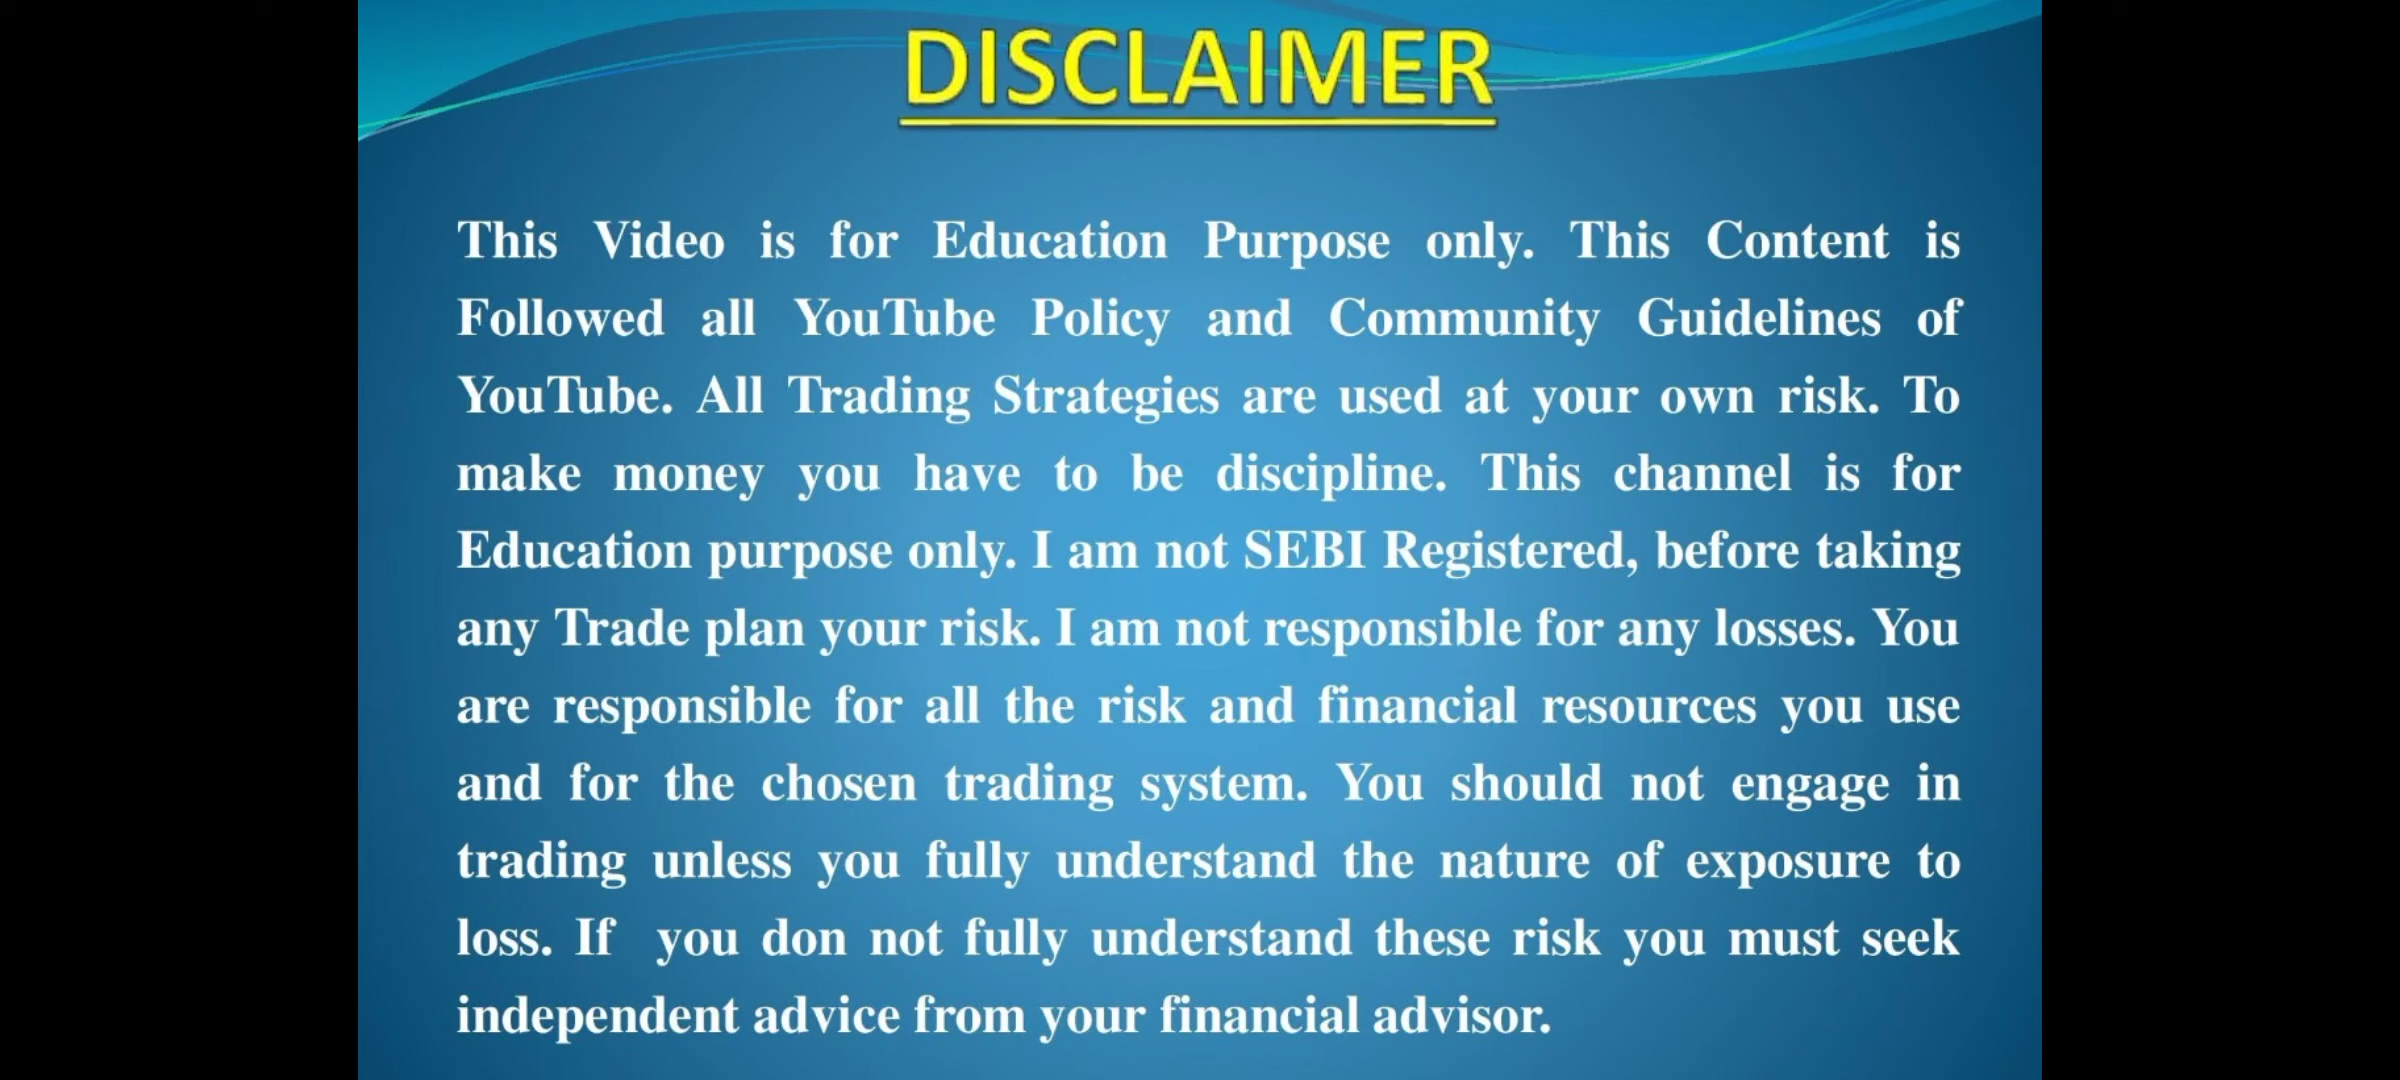 DISCLAIMER
This Video is for Education Purpose only. This Content is
Followed all YouTube Policy and Community Guidelines of
YouTube. All Trading Strategies are used at your own risk. To
make money you have to be discipline. This channel is for
Education purpose only. I am not SEBI Registered, before taking
any Trade plan your risk. I am not responsible for any losses. You
are responsible for all the risk and financial resources you use
and for the chosen trading system. You should not engage in
trading unless you fully understand the nature of exposure to
loss. If you don not fully understand these risk you must seek
independent advice from your financial advisor.